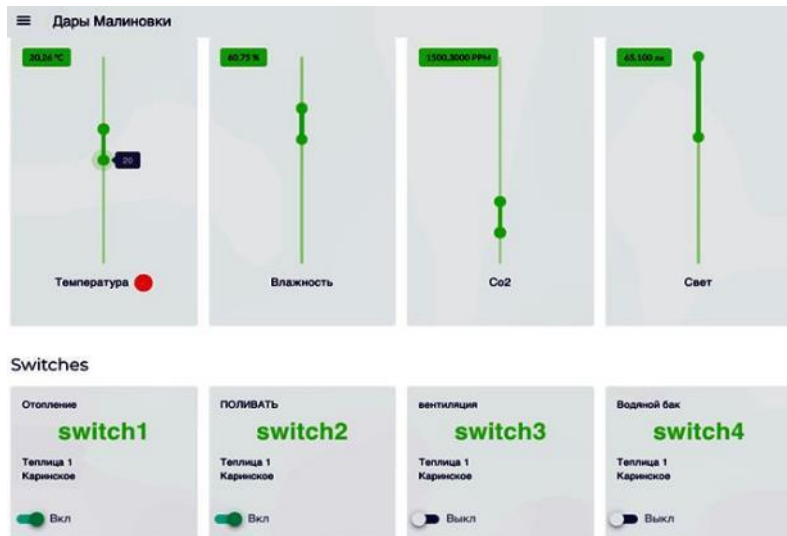 Дары Малиновки
20,26 °C
60.75 %
1500,3000 PPM
65,100 лк
20
Температура
Влажность
Co2
Свет
Switches
Отопление
switch1
Теплица 1
Каринское
Вкл
ПОЛИВАТЬ
switch2
Теплица 1
Каринское
Вкл
вентиляция
switch3
Теплица 1
Каринское
Выкл
Водяной бак
switch4
Теплица 1
Каринское
Выкл